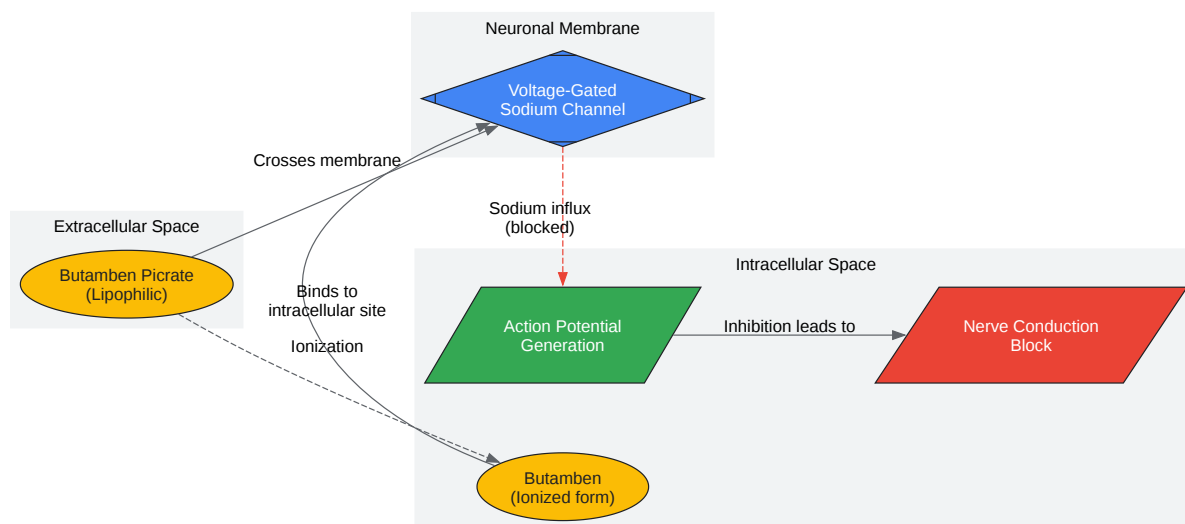 Neuronal Membrane
Voltage-Gated
Sodium Channel
Crosses membrane
Extracellular Space
Butamben Picrate
(Lipophilic)
Sodium influx
(blocked)
Intracellular Space
Binds to
intracellular site
Ionization
Action Potential
Generation
Inhibition leads to
Nerve Conduction
Block
Butamben
(Ionized form)